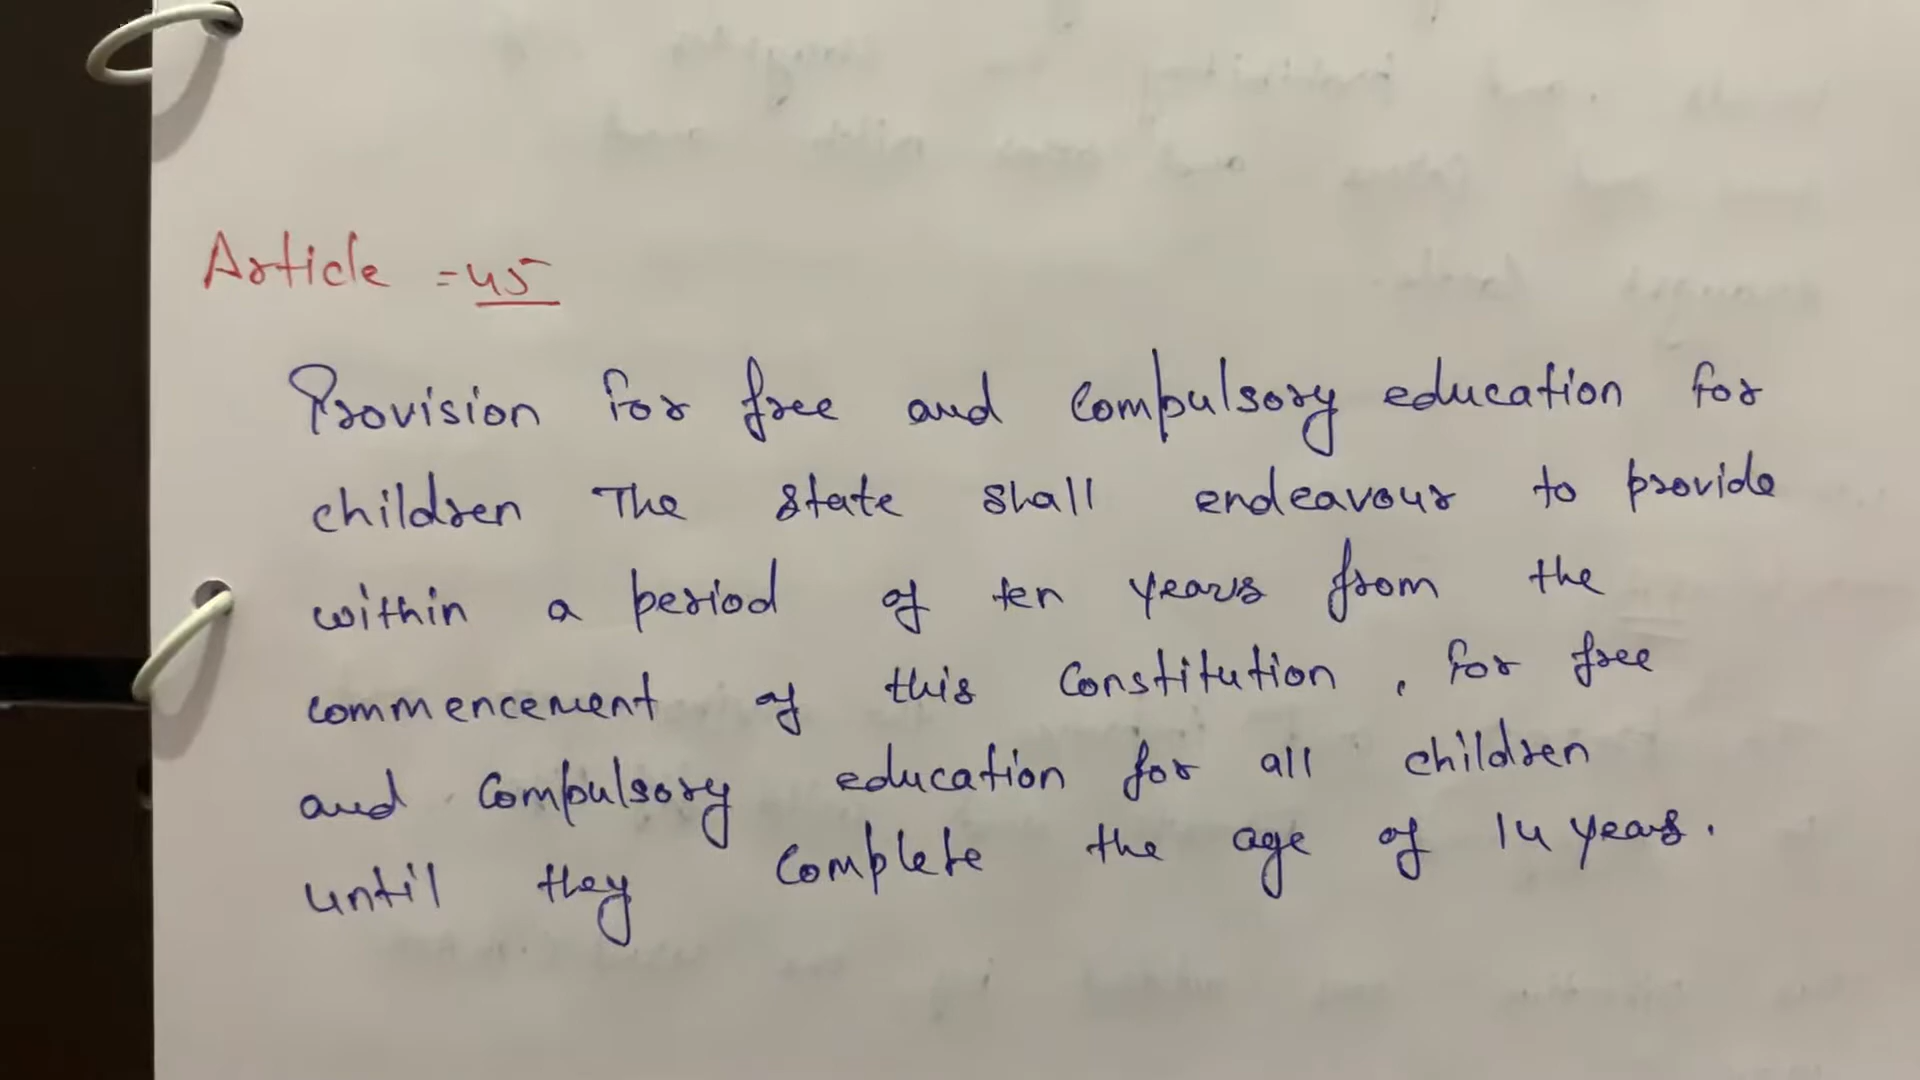 Article = 45
Provision for free and compulsory education for
children The state shall endeavour to provide
within a period of ten years from the
commencement of this Constitution, for free
and compulsory education for all children
until they complete the age of 14 years.